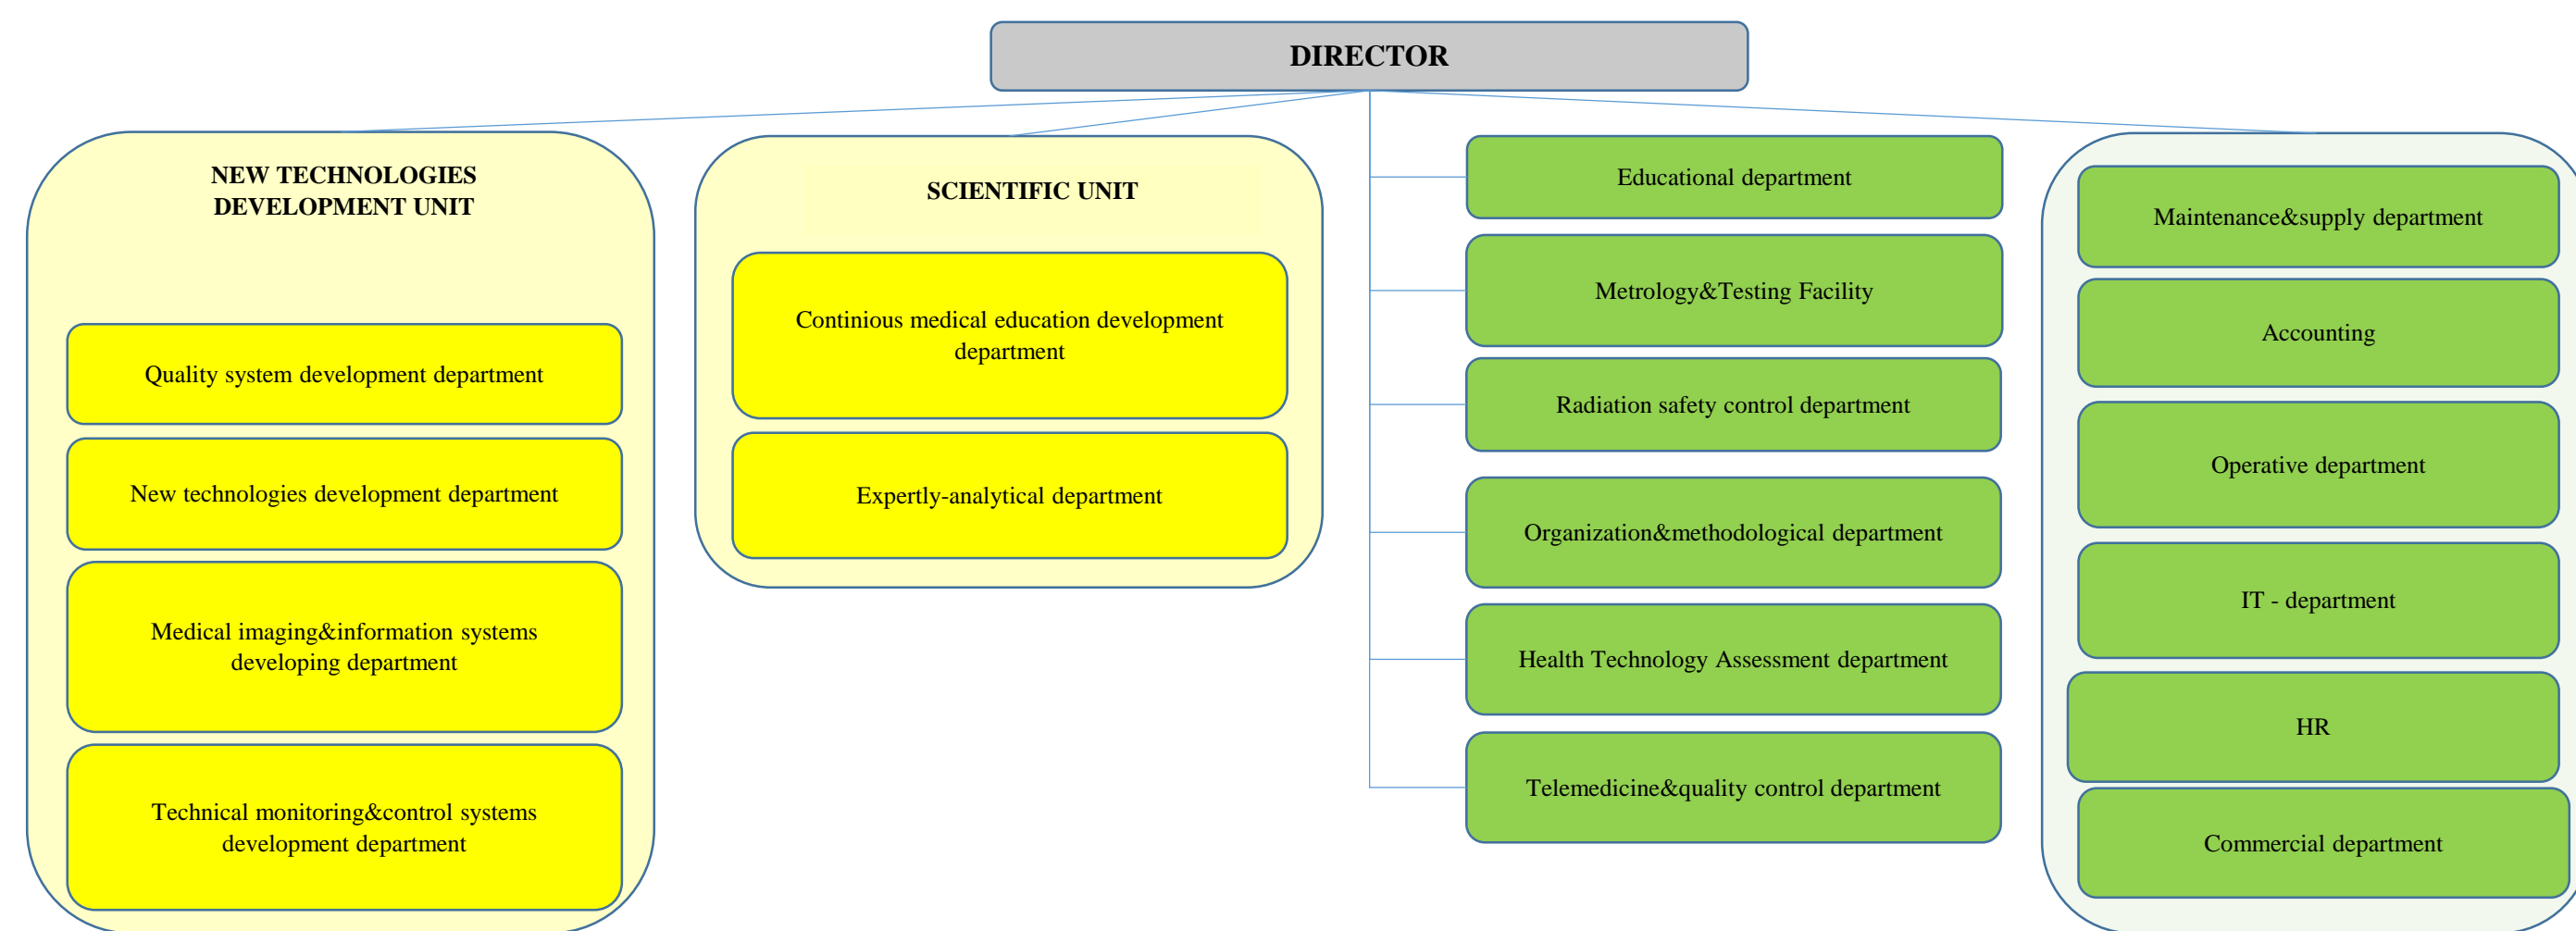 DIRECTOR
NEW TECHNOLOGIES
DEVELOPMENT UNIT
Quality system development department
New technologies development department
Medical imaging&information systems
developing department
Technical monitoring&control systems
development department
SCIENTIFIC UNIT
Continious medical education development
department
Expertly-analytical department
Educational department
Metrology&Testing Facility
Radiation safety control department
Organization&methodological department
Health Technology Assessment department
Telemedicine&quality control department
Maintenance&supply department
Accounting
Operative department
IT - department
HR
Commercial department